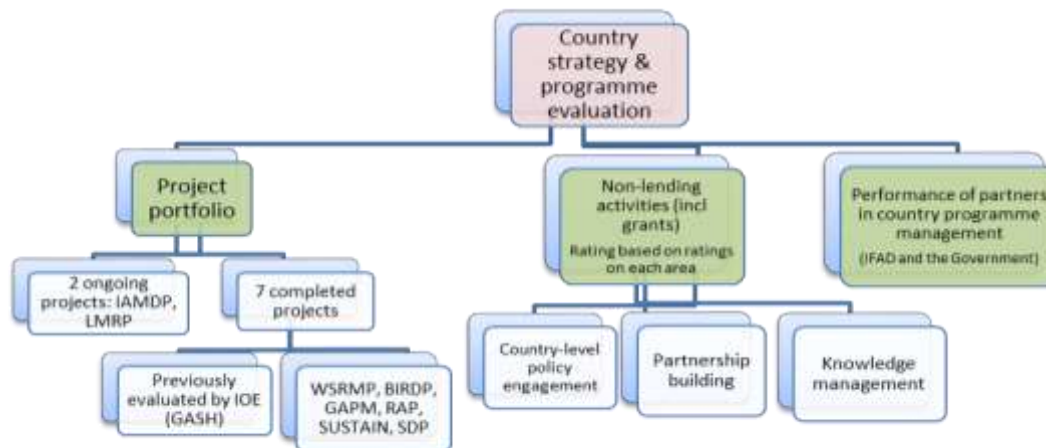 Country
strategy &
programme
evaluation
Project
portfolio
Non-lending
activities (incl
grants)
Rating based on ratings
on each area
Performance of partners
in country programme
management
(IFAD and the Government)
2 ongoing
projects: IAMDP,
LMRP
7 completed
projects
Previously
evaluated by IOE
(GASH)
WSRMP, BIRDP,
GAPM, RAP,
SUSTAIN, SDP
Country-level
policy
engagement
Partnership
building
Knowledge
management